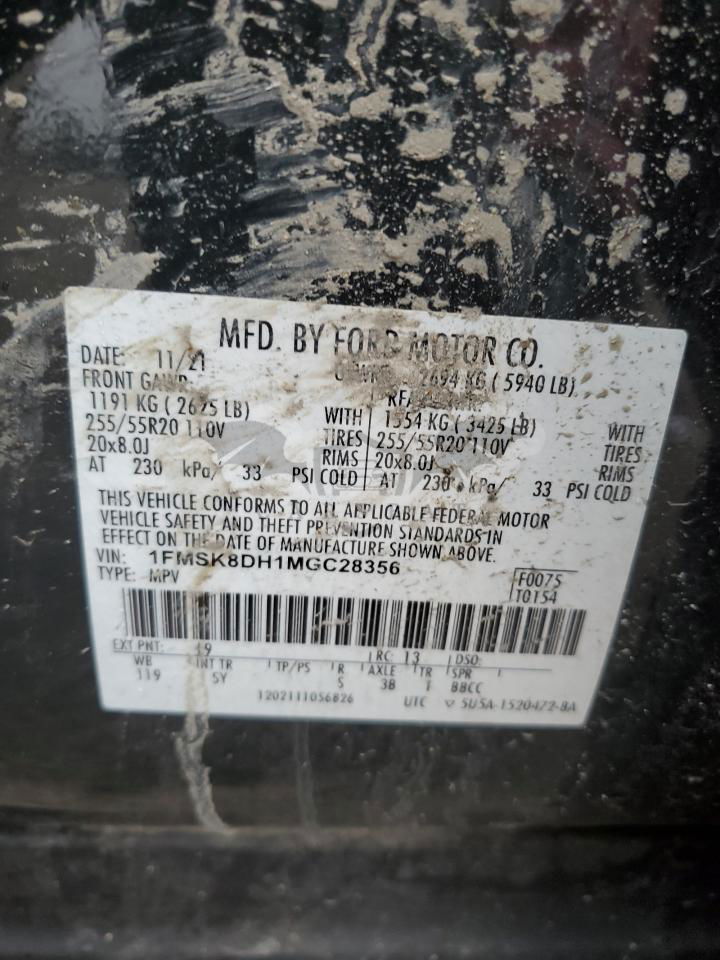 MFD. BY FORD MOTOR CO.
DATE: 11/21 GVWR: 2694 KG ( 5940 LB)
FRONT GAWR:
1191 KG ( 2625 LB) WITH 1554 KG ( 3425 LB) WITH
255/55R20 110V TIRES 255/55R20 110V TIRES
20x8.0J RIMS 20x8.0J RIMS
AT 230 kPa/ 33 PSI COLD AT 230 kPa/ 33 PSI COLD
THIS VEHICLE CONFORMS TO ALL APPLICABLE FEDERAL MOTOR
VEHICLE SAFETY AND THEFT PREVENTION STANDARDS IN
EFFECT ON THE DATE OF MANUFACTURE SHOWN ABOVE.
VIN: 1FMSK8DH1MGC28356
TYPE: MPV
F0075
T0154
EXT PNT: RC: 13 DSO:
WB INT TR TP/PS R AXLE TR SPR
119 5Y 5 3B T BBCC
1202111056826 UTC ▽ 5U5A-1520472-BA